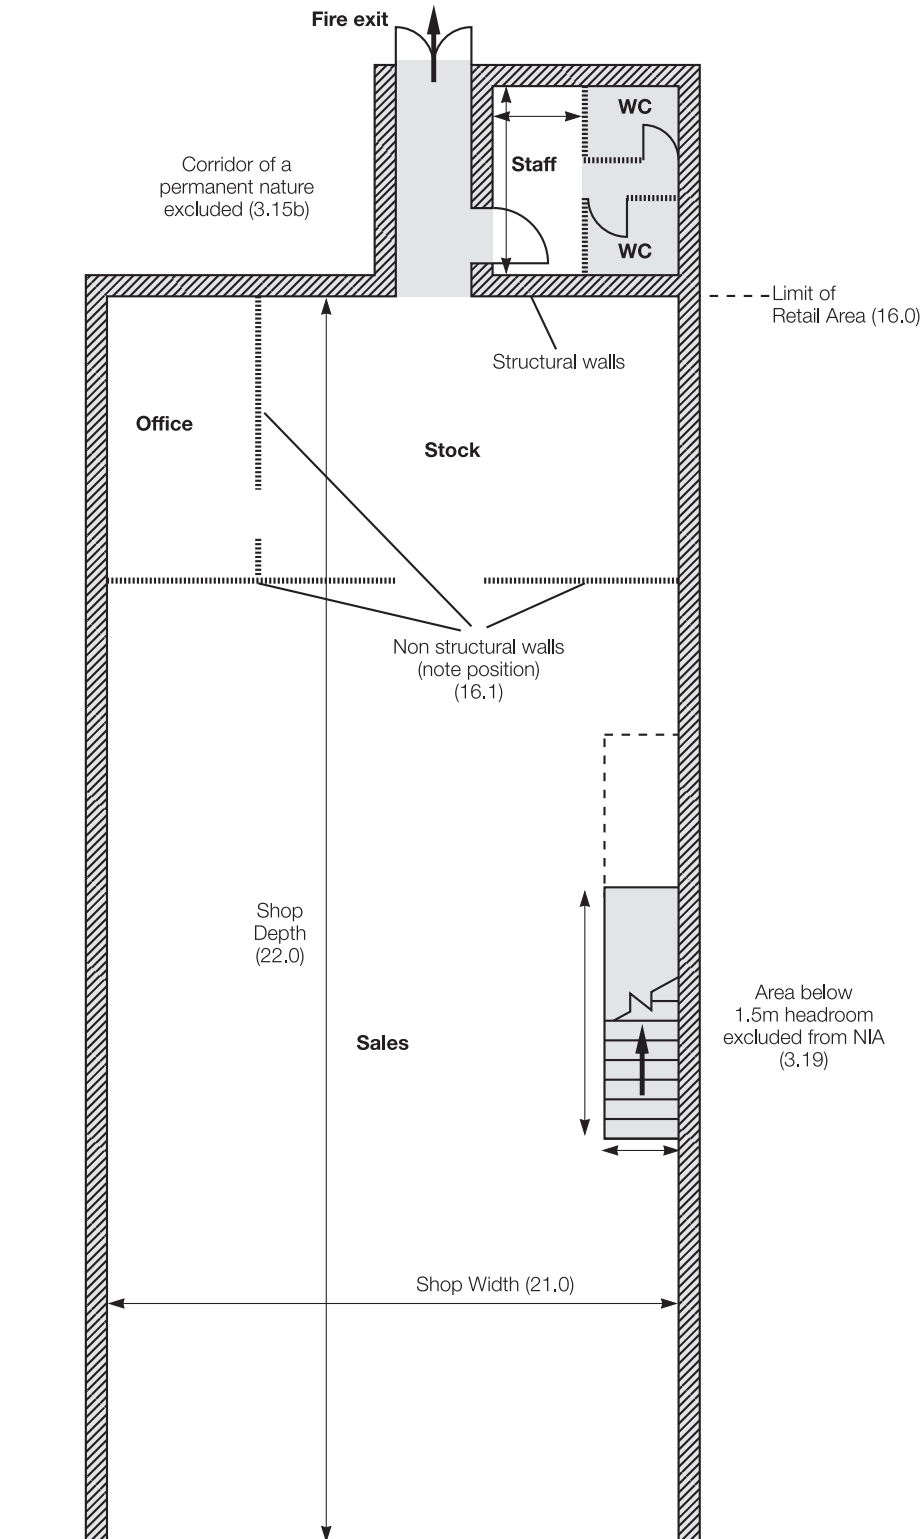 Fire exit
WC
Staff
Corridor of a
permanent nature
excluded (3.15b)
WC
Limit of
Retail Area (16.0)
Structural walls
Office
Stock
Non structural walls
(note position)
(16.1)
Shop
Depth
(22.0)
Area below
1.5m headroom
excluded from NIA
(3.19)
Sales
Shop Width (21.0)